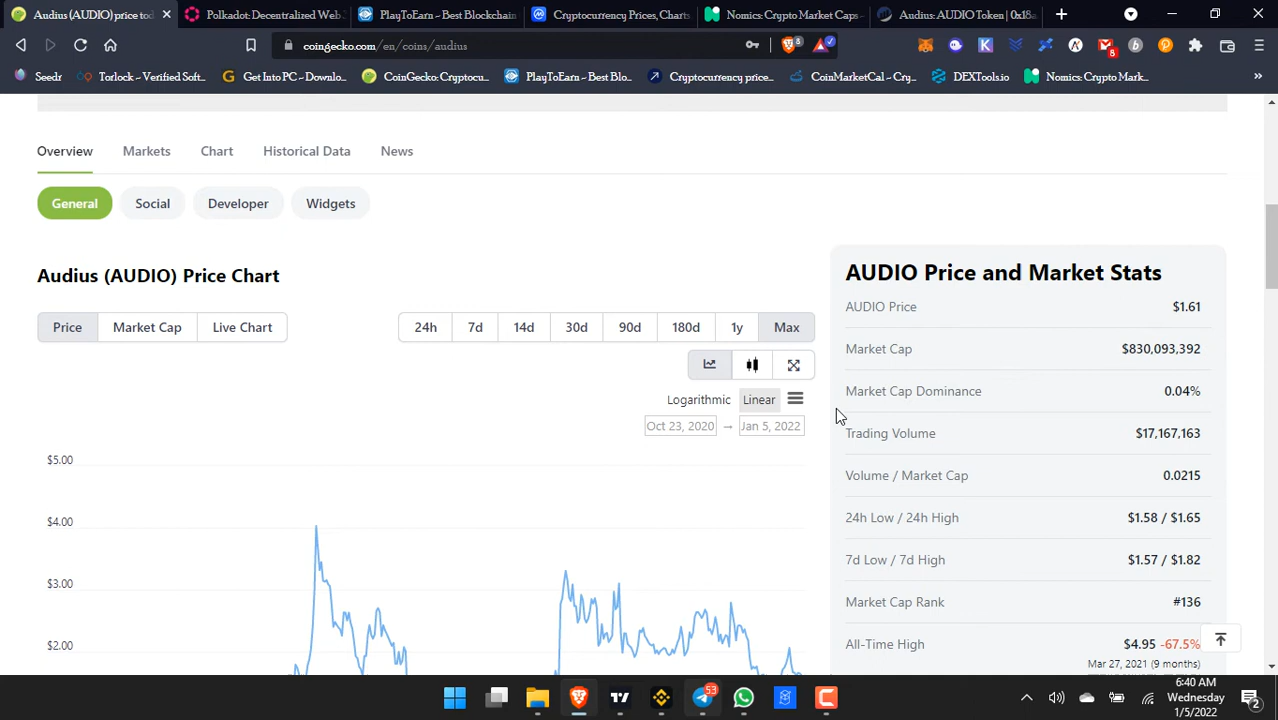 Audius (AUDIO) price to
Polkadot: Decentralized Web
PlayToEarn - Best Blockchain
Cryptocurrency Prices, Charts
Nomics: Crypto Market Caps
Audius: AUDIO Token | 0x18a
coingecko.com/en/coins/audius
8
8
Seedr
Torlock - Verified Soft...
Get Into PC - Downlo...
CoinGecko: Cryptocu...
PlayToEarn - Best Blo...
Cryptocurrency price...
CoinMarketCal - Cry...
DEXTools.io
Nomics: Crypto Mark...
Overview
Markets
Chart
Historical Data
News
General
Social
Developer
Widgets
Audius (AUDIO) Price Chart
Price
Market Cap
Live Chart
24h
7d
14d
30d
90d
180d
1y
Max
Logarithmic
Linear
Oct 23, 2020 → Jan 5, 2022
$5.00
$4.00
$3.00
$2.00
AUDIO Price and Market Stats
AUDIO Price $1.61
Market Cap $830,093,392
Market Cap Dominance 0.04%
Trading Volume $17,167,163
Volume / Market Cap 0.0215
24h Low / 24h High $1.58 / $1.65
7d Low / 7d High $1.57 / $1.82
Market Cap Rank #136
All-Time High $4.95 -67.5%
Mar 27, 2021 (9 months)
53
6:40 AM
Wednesday
1/5/2022
2